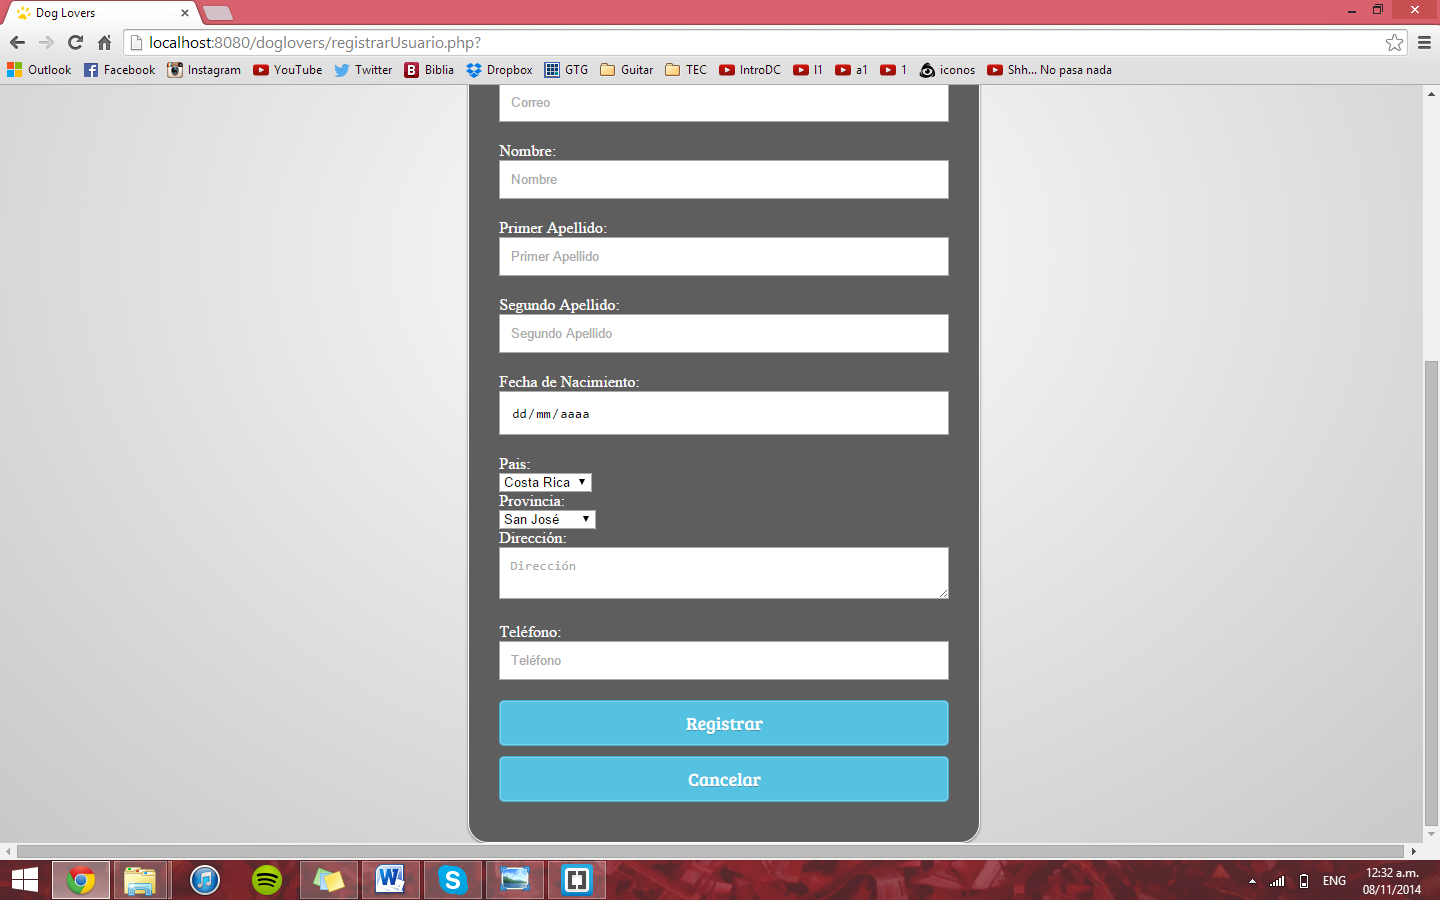 Dog Lovers
localhost:8080/doglovers/registrarUsuario.php?
Outlook Facebook Instagram YouTube Twitter Biblia Dropbox GTG Guitar TEC IntroDC I1 a1 1 iconos Shh... No pasa nada
Correo
Nombre:
Nombre
Primer Apellido:
Primer Apellido
Segundo Apellido:
Segundo Apellido
Fecha de Nacimiento:
dd/mm/aaaa
Pais:
Costa Rica
Provincia:
San José
Dirección:
Dirección
Teléfono:
Teléfono
Registrar
Cancelar
ENG
12:32 a.m.
08/11/2014